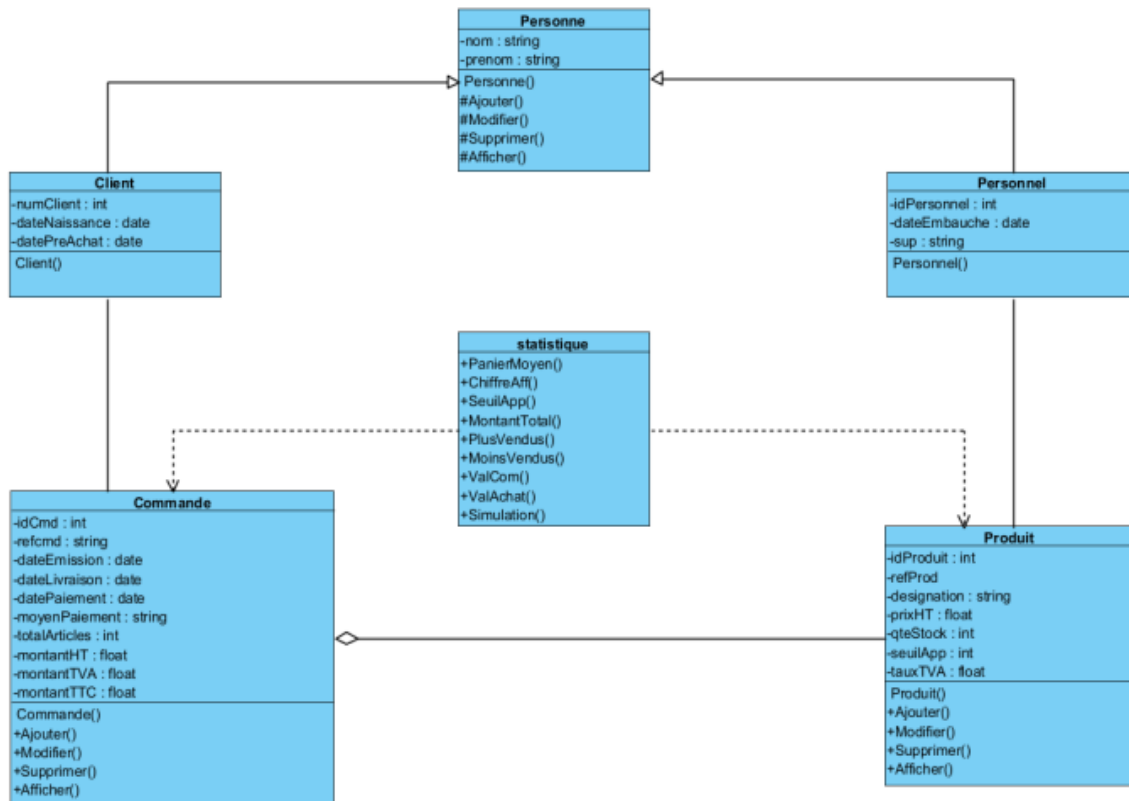 Personne
-nom : string
-prenom : string
Personne()
#Ajouter()
#Modifier()
#Supprimer()
#Afficher()
Client
-numClient : int
-dateNaissance : date
-datePreAchat : date
Client()
Personnel
-idPersonnel : int
-dateEmbauche : date
-sup : string
Personnel()
statistique
+PanierMoyen()
+ChiffreAff()
+SeuilApp()
+MontantTotal()
+PlusVendus()
+MoinsVendus()
+ValCom()
+ValAchat()
+Simulation()
Commande
-idCmd : int
-refcmd : string
-dateEmission : date
-dateLivraison : date
-datePaiement : date
-moyenPaiement : string
-totalArticles : int
-montantHT : float
-montantTVA : float
-montantTTC : float
Commande()
+Ajouter()
+Modifier()
+Supprimer()
+Afficher()
Produit
-idProduit : int
-refProd
-designation : string
-prixHT : float
-qteStock : int
-seuilApp : int
-tauxTVA : float
Produit()
+Ajouter()
+Modifier()
+Supprimer()
+Afficher()